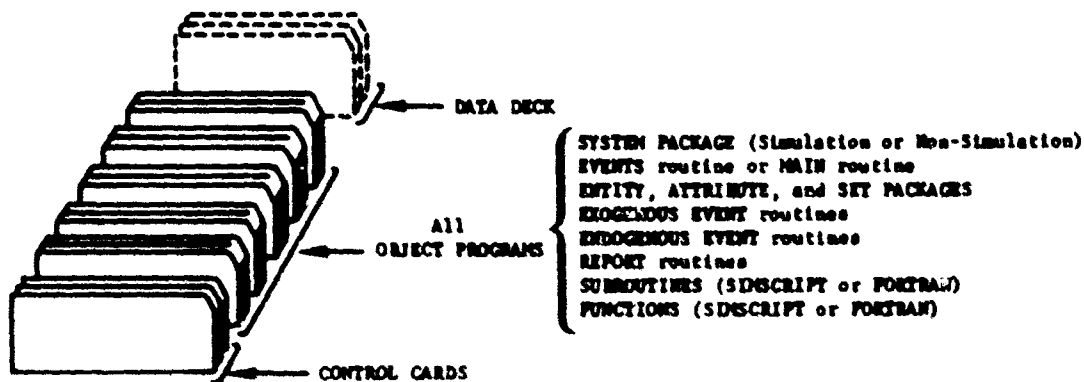 DATA DECK
All
OBJECT PROGRAMS
SYSTEM PACKAGE (Simulation or Non-Simulation)
EVENTS routine or MAIN routine
ENTITY, ATTRIBUTE, and SET PACKAGES
EXOGENOUS EVENT routines
ENDOGENOUS EVENT routines
REPORT routines
SUBROUTINES (SIMSCRIPT or FORTRAN)
FUNCTIONS (SIMSCRIPT or FORTRAN)
CONTROL CARDS